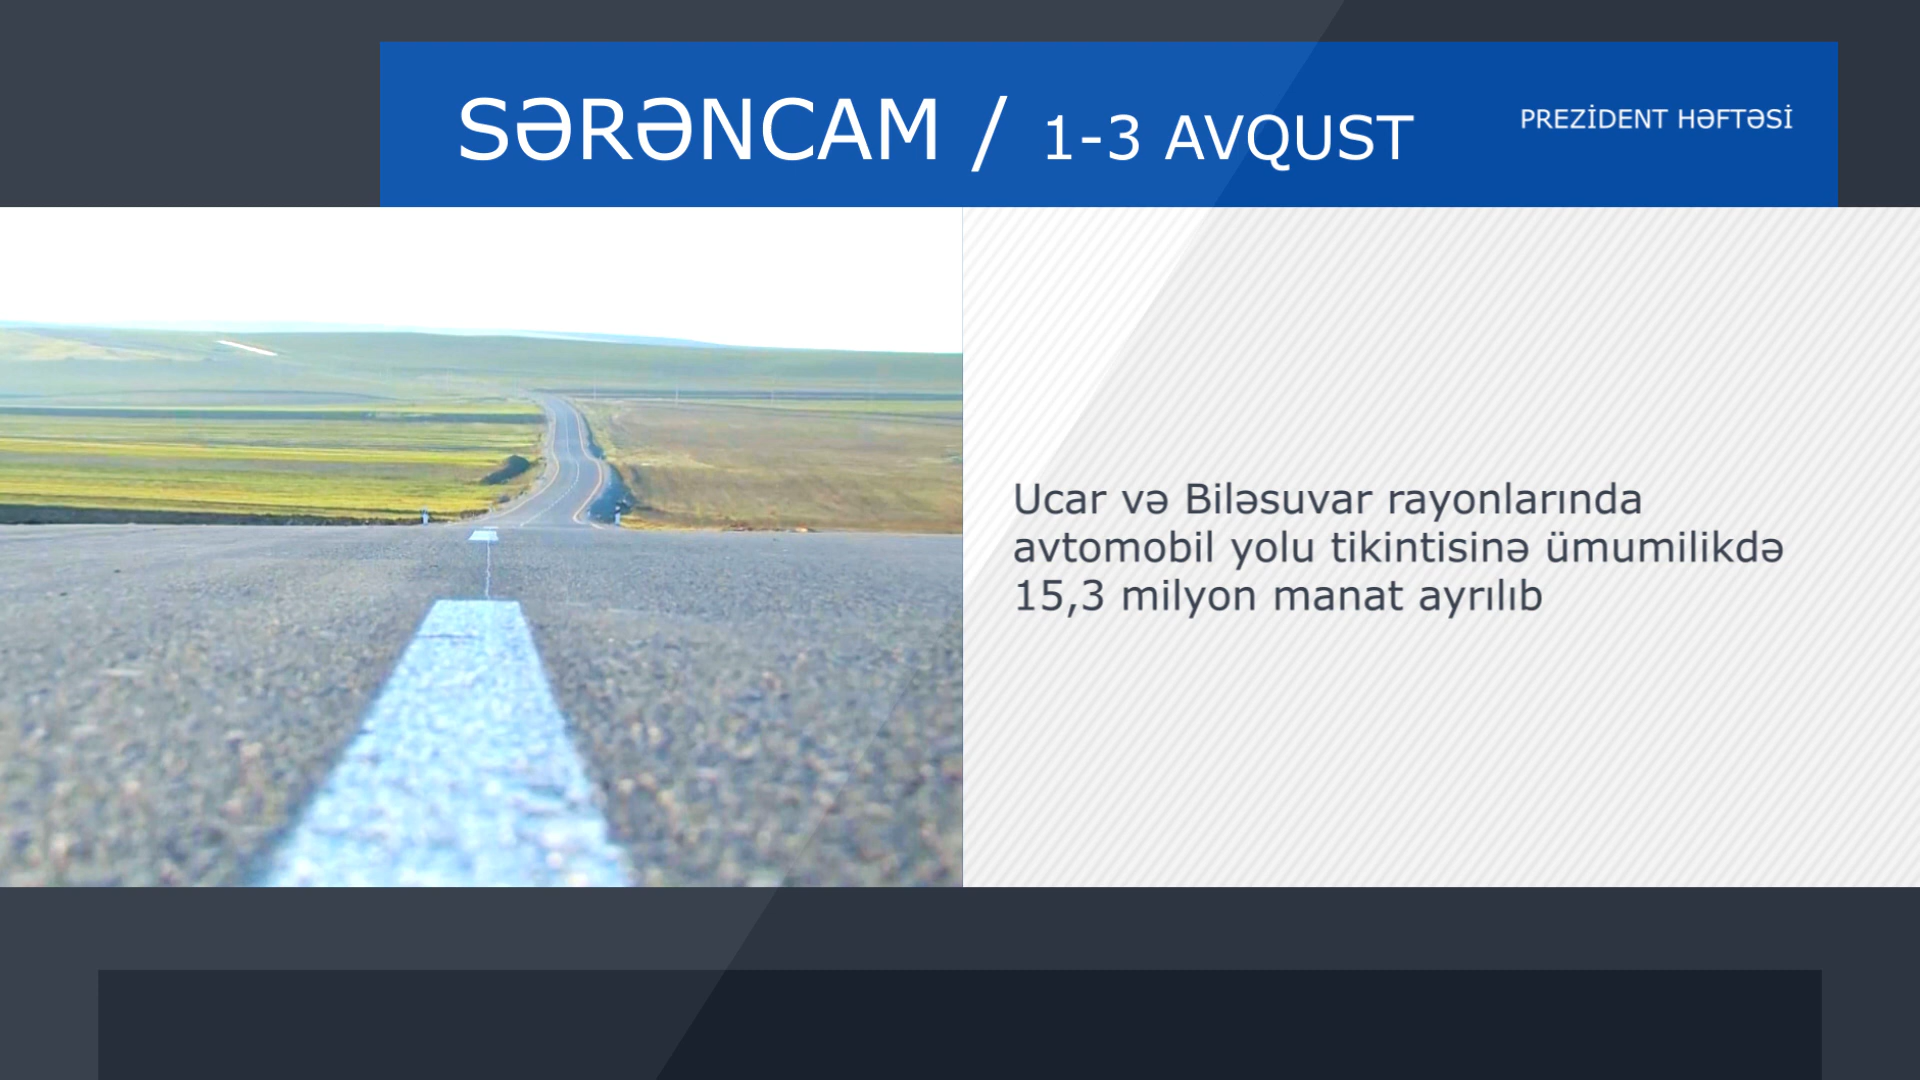 SƏRƏNCAM / 1-3 AVQUST
PREZİDENT HƏFTƏSİ
Ucar və Biləsuvar rayonlarında
avtomobil yolu tikintisinə ümumilikdə
15,3 milyon manat ayrılıb